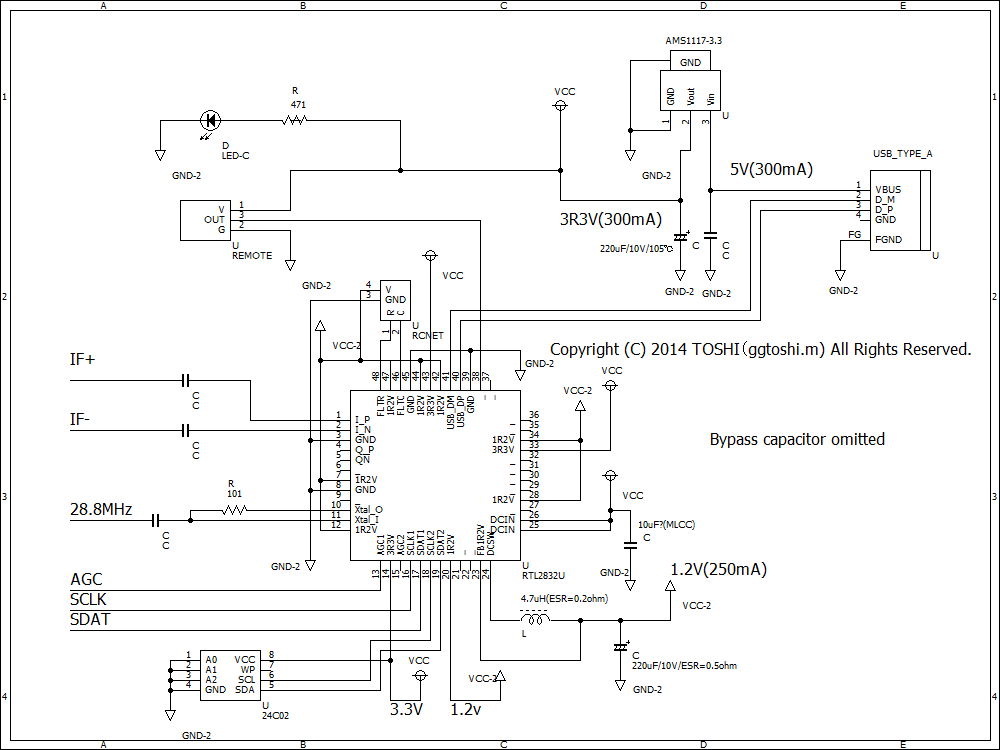 A B C D E
AMS1117-3.3
GND
GND Vout Vin
1 2 3
U
1 1
R
471
VCC
D
LED-C
GND-2
GND-2
5V(300mA)
USB_TYPE_A
1 VBUS
2 D_M
3 D_P
4 GND
FG FGND
U
GND-2
V 1
OUT 3
G 2
U
REMOTE
3R3V(300mA)
220uF/10V/105℃ C
C
C
GND-2 GND-2
VCC
GND-2
2 2
4 V
3 GND
R C
1 2
U
RCNET
VCC-2
GND-2
Copyright (C) 2014 TOSHI(ggtoshi.m) All Rights Reserved.
IF+
C
C
IF-
C
C
48 47 46 45 44 43 42 41 40 39 38 37
FLTR 1R2V FLTC GND 1R2V 3R3V 1R2V USB_DM USB_DP GND _ _
1 I_P
2 I_N
3 GND
4 Q_P
5 QN
6 _
7 1R2V
8 GND
9 _
10 Xtal_O
11 Xtal_I
12 1R2V
36
_ 35
1R2V 34
3R3V 33
_ 32
_ 31
_ 30
_ 29
1R2V 28
27
DCIN 26
DCIN 25
AGC1 3R3V AGC2 SCLK1 SDAT1 SCLK2 SDAT2 1R2V _ _ FB1R2V DCSW
13 14 15 16 17 18 19 20 21 22 23 24
U
RTL2832U
VCC
VCC-2
Bypass capacitor omitted
3 3
R
101
28.8MHz
C
C
GND-2
VCC
10uF?(MLCC)
C
GND-2
1.2V(250mA)
VCC-2
AGC
SCLK
SDAT
4.7uH(ESR=0.2ohm)
L
C
220uF/10V/ESR=0.5ohm
GND-2
1 A0 VCC 8
2 A1 WP 7
3 A2 SCL 6
4 GND SDA 5
U
24C02
GND-2
VCC
3.3V
VCC-2
1.2v
4 4
A B C D E